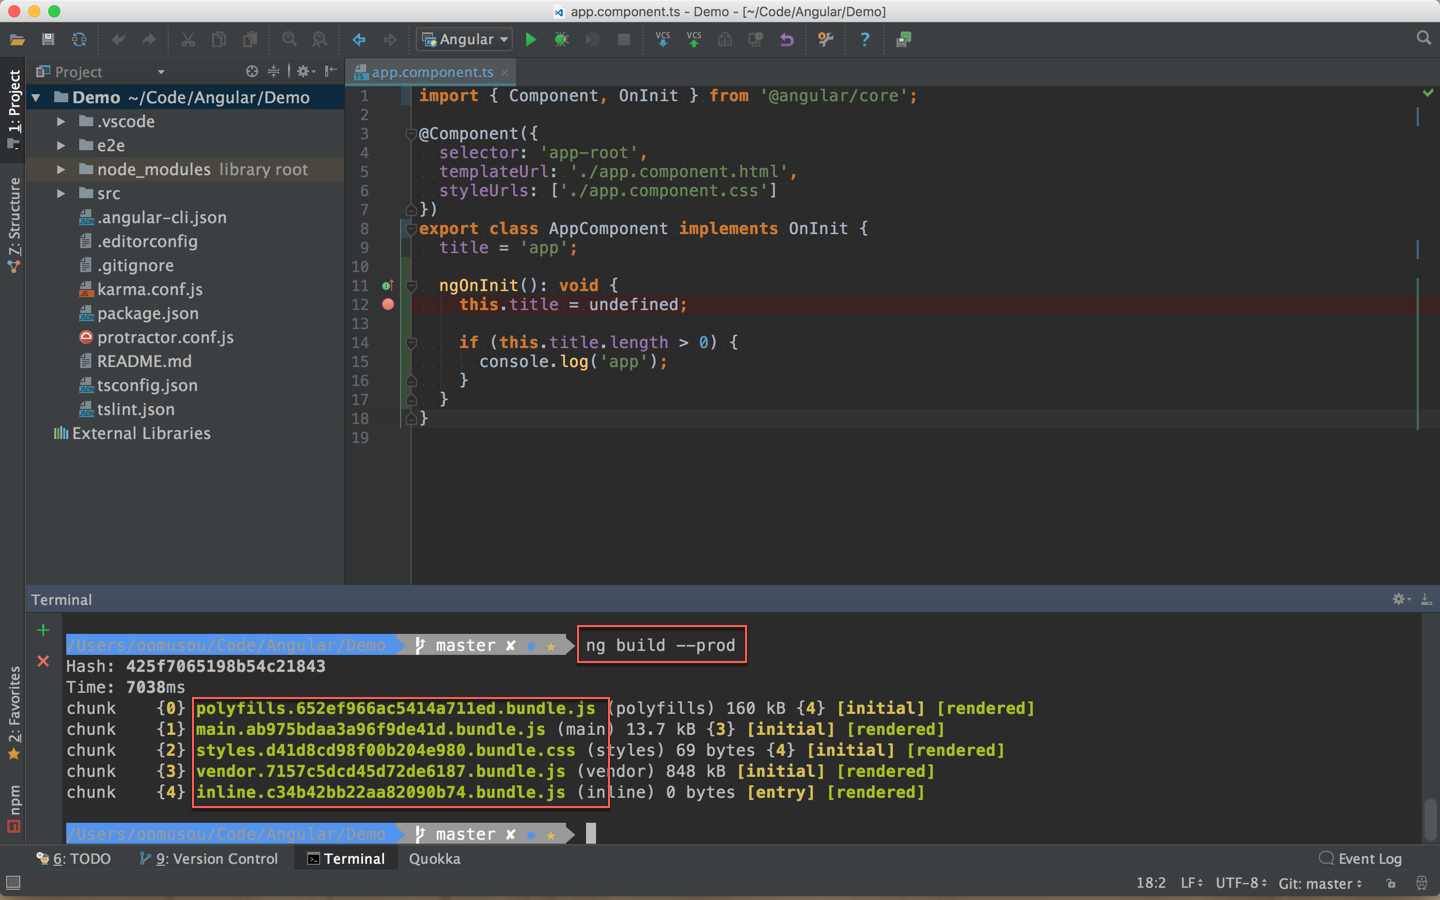 app.component.ts - Demo - [~/Code/Angular/Demo]
Angular
VCS
VCS
?
1: Project
Z: Structure
2: Favorites
npm
Project
app.component.ts
Demo ~/Code/Angular/Demo
.vscode
e2e
node_modules library root
src
.angular-cli.json
.editorconfig
.gitignore
karma.conf.js
package.json
protractor.conf.js
README.md
tsconfig.json
tslint.json
External Libraries
1 import { Component, OnInit } from '@angular/core';
2
3 @Component({
4 selector: 'app-root',
5 templateUrl: './app.component.html',
6 styleUrls: ['./app.component.css']
7 })
8 export class AppComponent implements OnInit {
9 title = 'app';
10
11 ngOnInit(): void {
12 this.title = undefined;
13
14 if (this.title.length > 0) {
15 console.log('app');
16 }
17 }
18 }
19
Terminal
/Users/oomusou/Code/Angular/Demo master ✘ ● ★ ng build --prod
Hash: 425f7065198b54c21843
Time: 7038ms
chunk {0} polyfills.652ef966ac5414a711ed.bundle.js (polyfills) 160 kB {4} [initial] [rendered]
chunk {1} main.ab975bdaa3a96f9de41d.bundle.js (main) 13.7 kB {3} [initial] [rendered]
chunk {2} styles.d41d8cd98f00b204e980.bundle.css (styles) 69 bytes {4} [initial] [rendered]
chunk {3} vendor.7157c5dcd45d72de6187.bundle.js (vendor) 848 kB [initial] [rendered]
chunk {4} inline.c34b42bb22aa82090b74.bundle.js (inline) 0 bytes [entry] [rendered]
/Users/oomusou/Code/Angular/Demo master ✘ ● ★
6: TODO 9: Version Control Terminal Quokka Event Log
18:2 LF UTF-8 Git: master